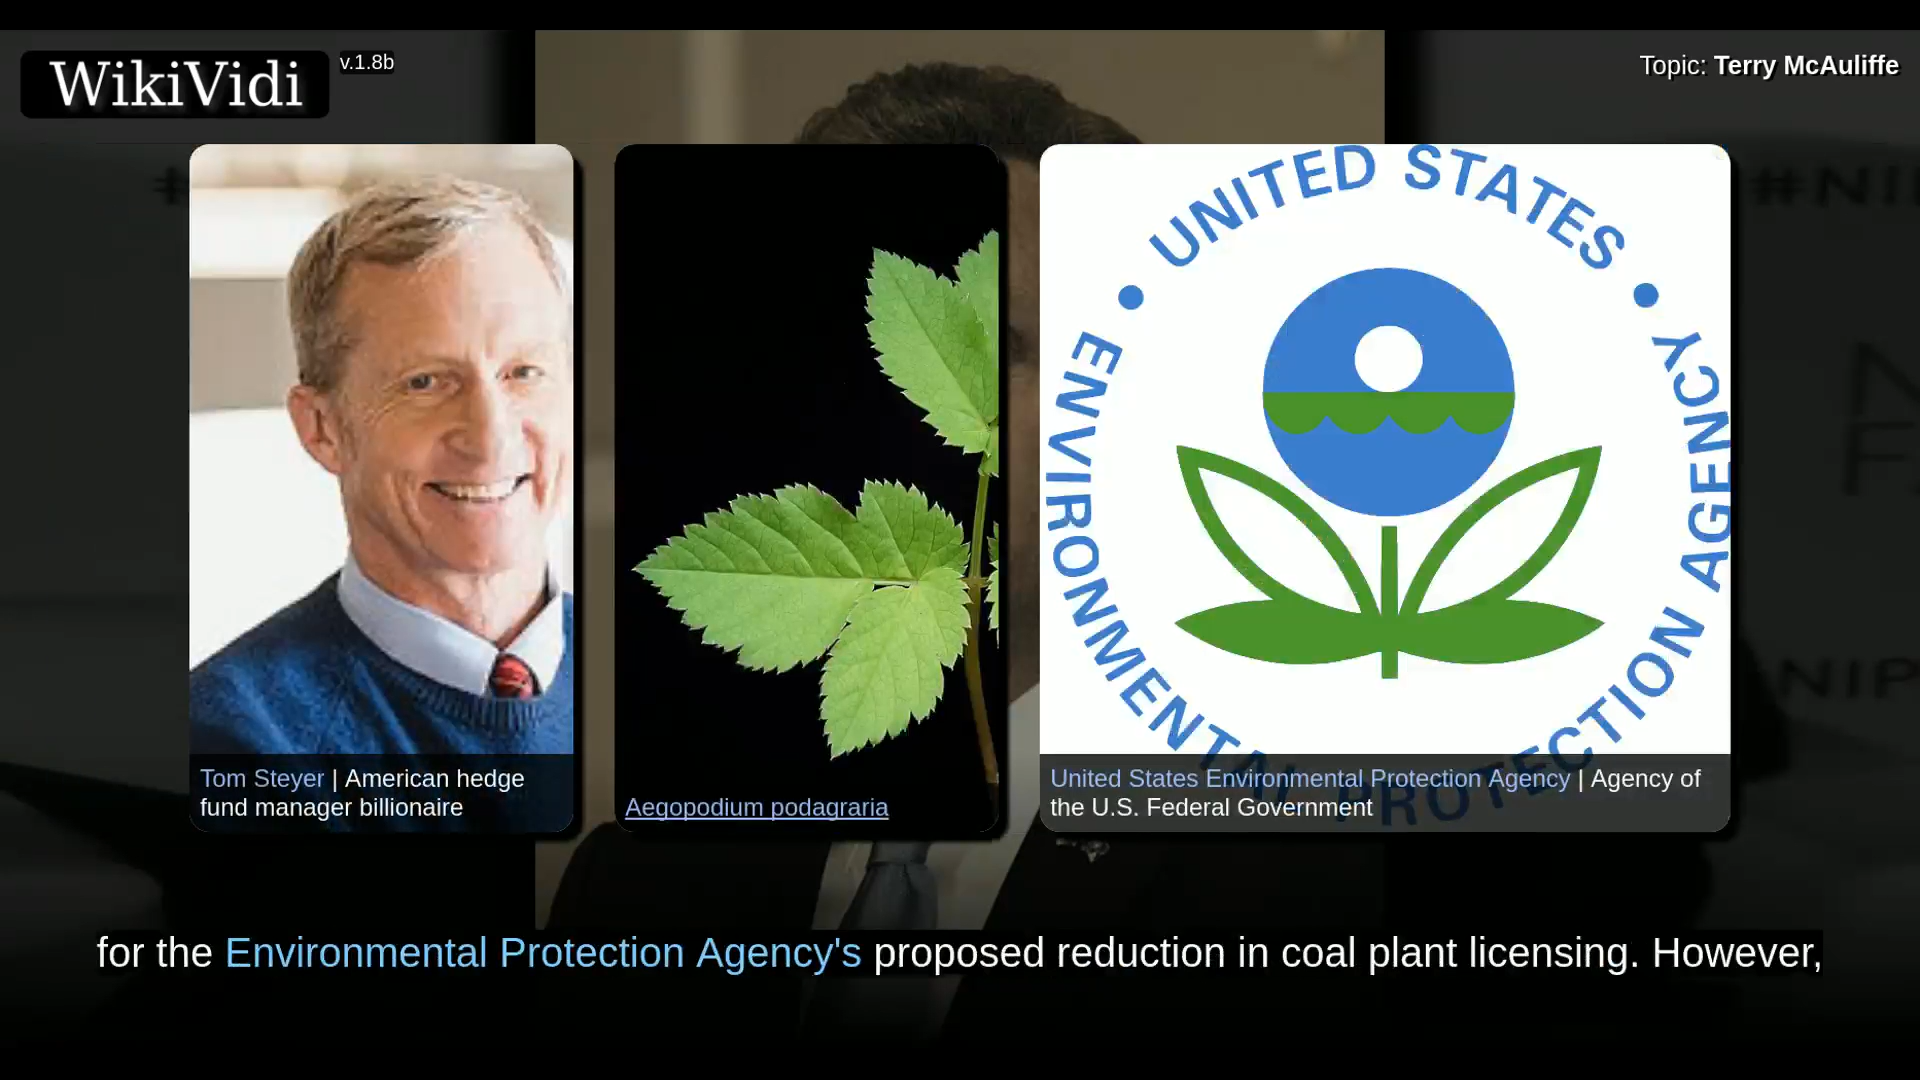 WikiVidi
v.1.8b
Topic: Terry McAuliffe
UNITED STATES
ENVIRONMENTAL PROTECTION AGENCY
Tom Steyer | American hedge
fund manager billionaire
Aegopodium podagraria
United States Environmental Protection Agency | Agency of
the U.S. Federal Government
for the Environmental Protection Agency's proposed reduction in coal plant licensing. However,